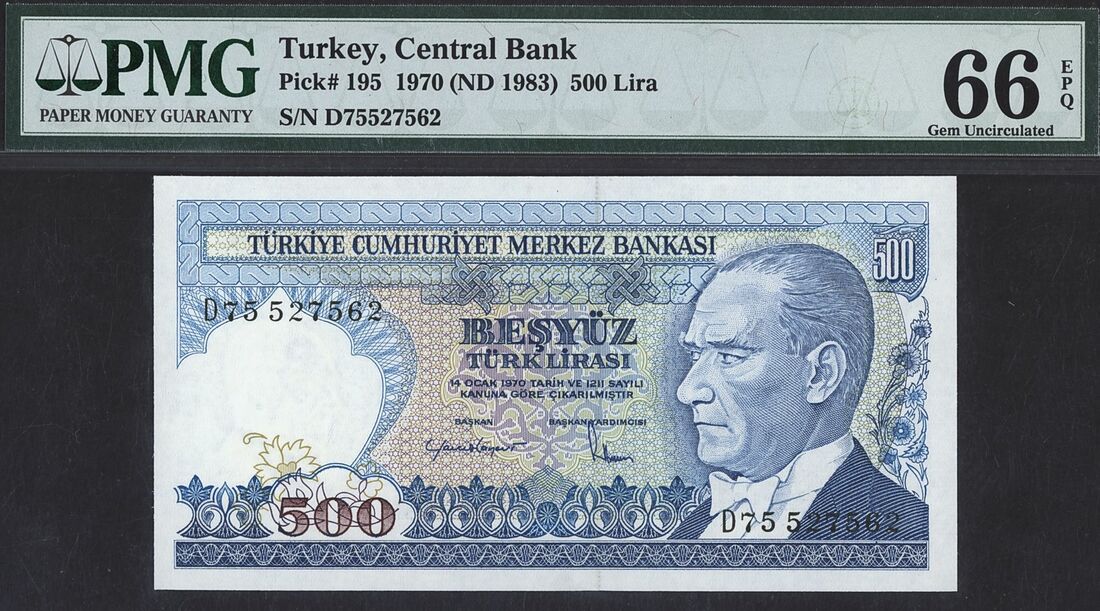 PMG
PAPER MONEY GUARANTY
Turkey, Central Bank
Pick# 195 1970 (ND 1983) 500 Lira
S/N D75527562
66
EPQ
Gem Uncirculated
TÜRKİYE CUMHURİYET MERKEZ BANKASI
500
D75 527562
BEŞYÜZ
TÜRK LİRASI
14 OCAK 1970 TARİH VE 1211 SAYILI
KANUNA GÖRE ÇIKARILMIŞTIR
BAŞKAN BAŞKAN YARDIMCISI
500
D75 527562